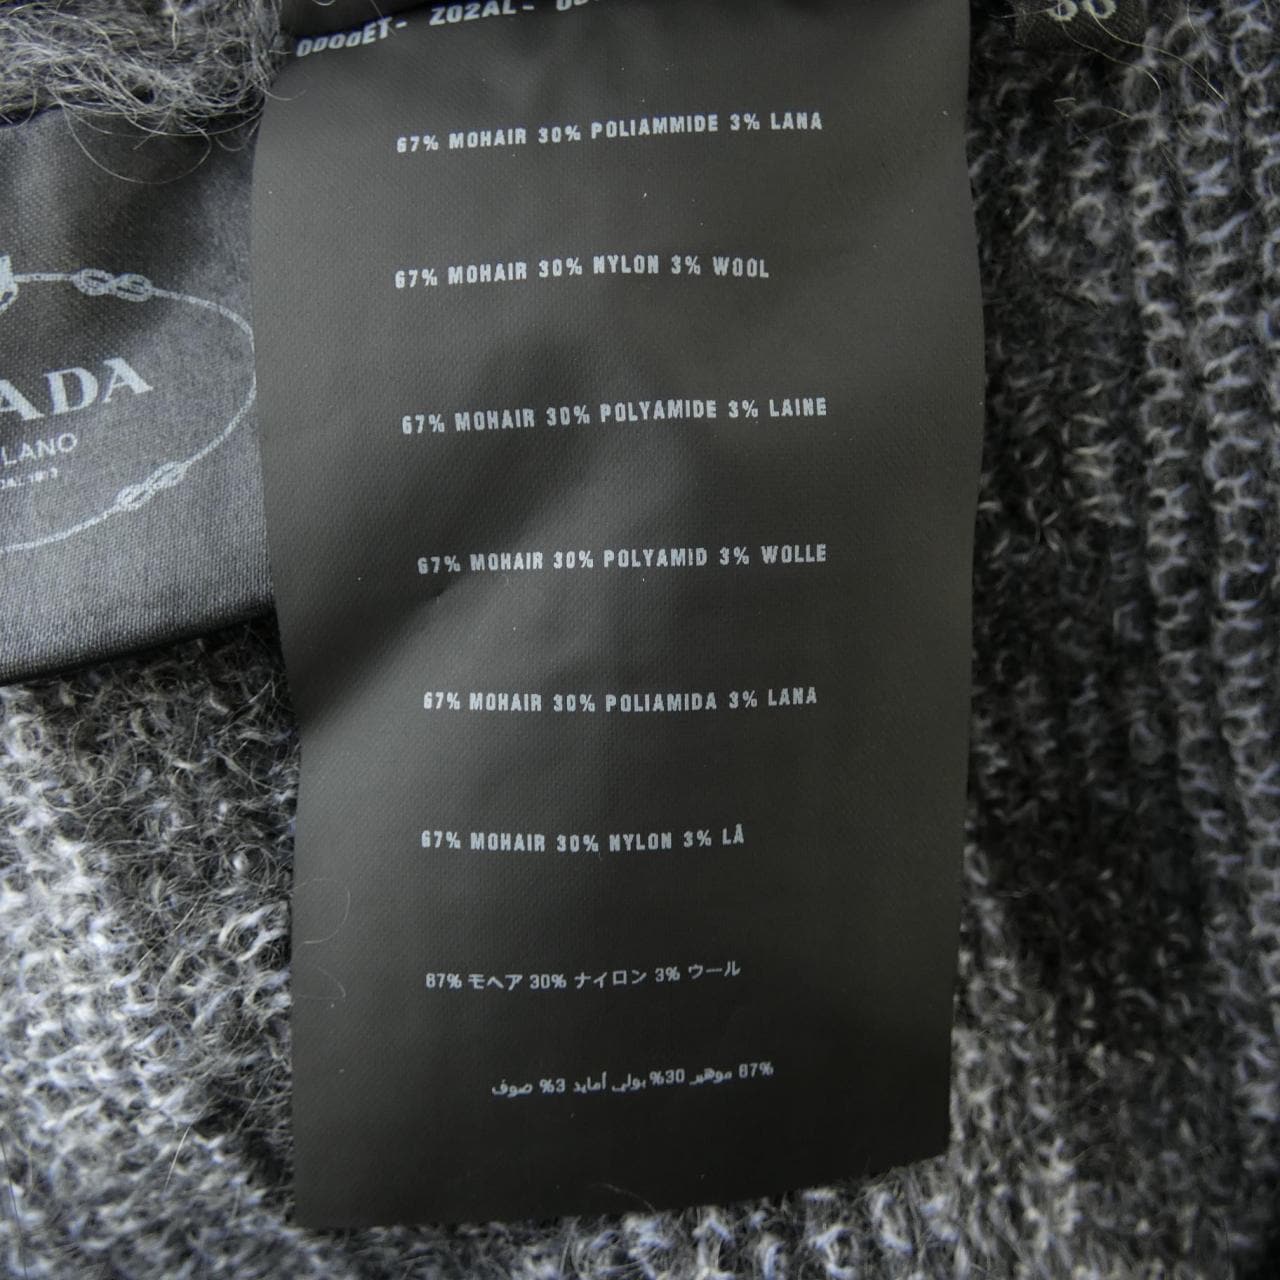 Z02AL-
67% MOHAIR 30% POLIAMMIDE 3% LANA
67% MOHAIR 30% NYLON 3% WOOL
67% MOHAIR 30% POLYAMIDE 3% LAINE
67% MOHAIR 30% POLYAMID 3% WOLLE
67% MOHAIR 30% POLIAMIDA 3% LANA
67% MOHAIR 30% NYLON 3% LÃ
67% モヘア 30% ナイロン 3% ウール
67% موهير 30% بولي أمايد 3% صوف
ADA
LANO